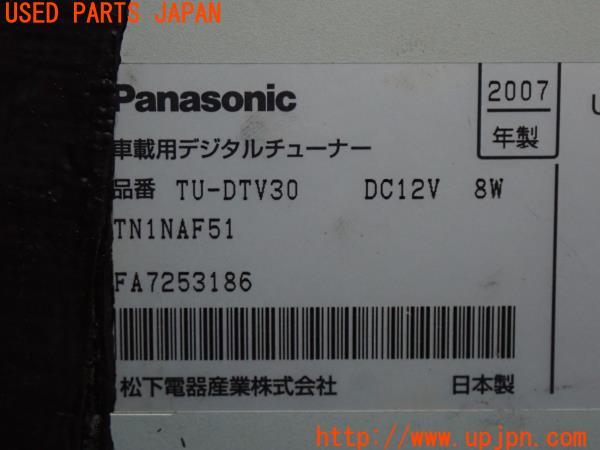 USED PARTS JAPAN
Panasonic
2007
年製
車載用デジタルチューナー
品番 TU-DTV30 DC12V 8W
TN1NAF51
FA7253186
松下電器産業株式会社 日本製
http://www.upjpn.com